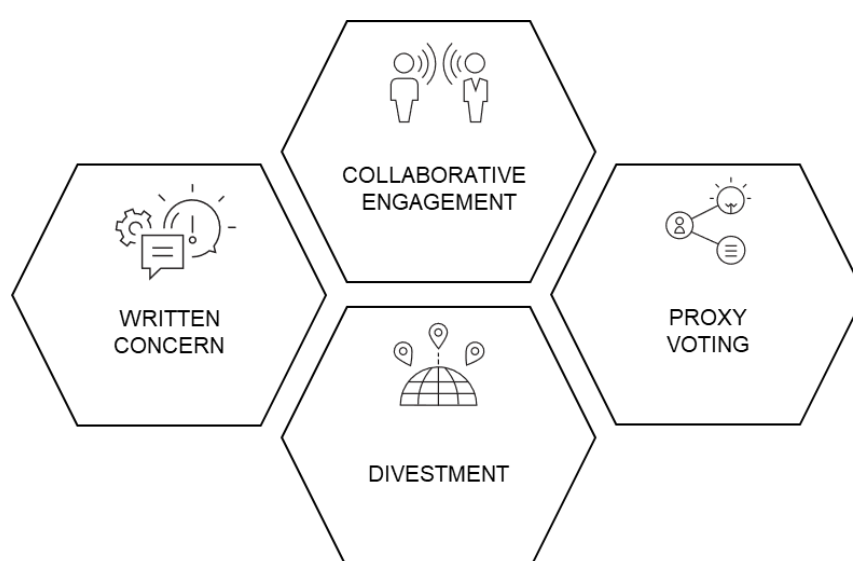 COLLABORATIVE
ENGAGEMENT
WRITTEN
CONCERN
PROXY
VOTING
DIVESTMENT